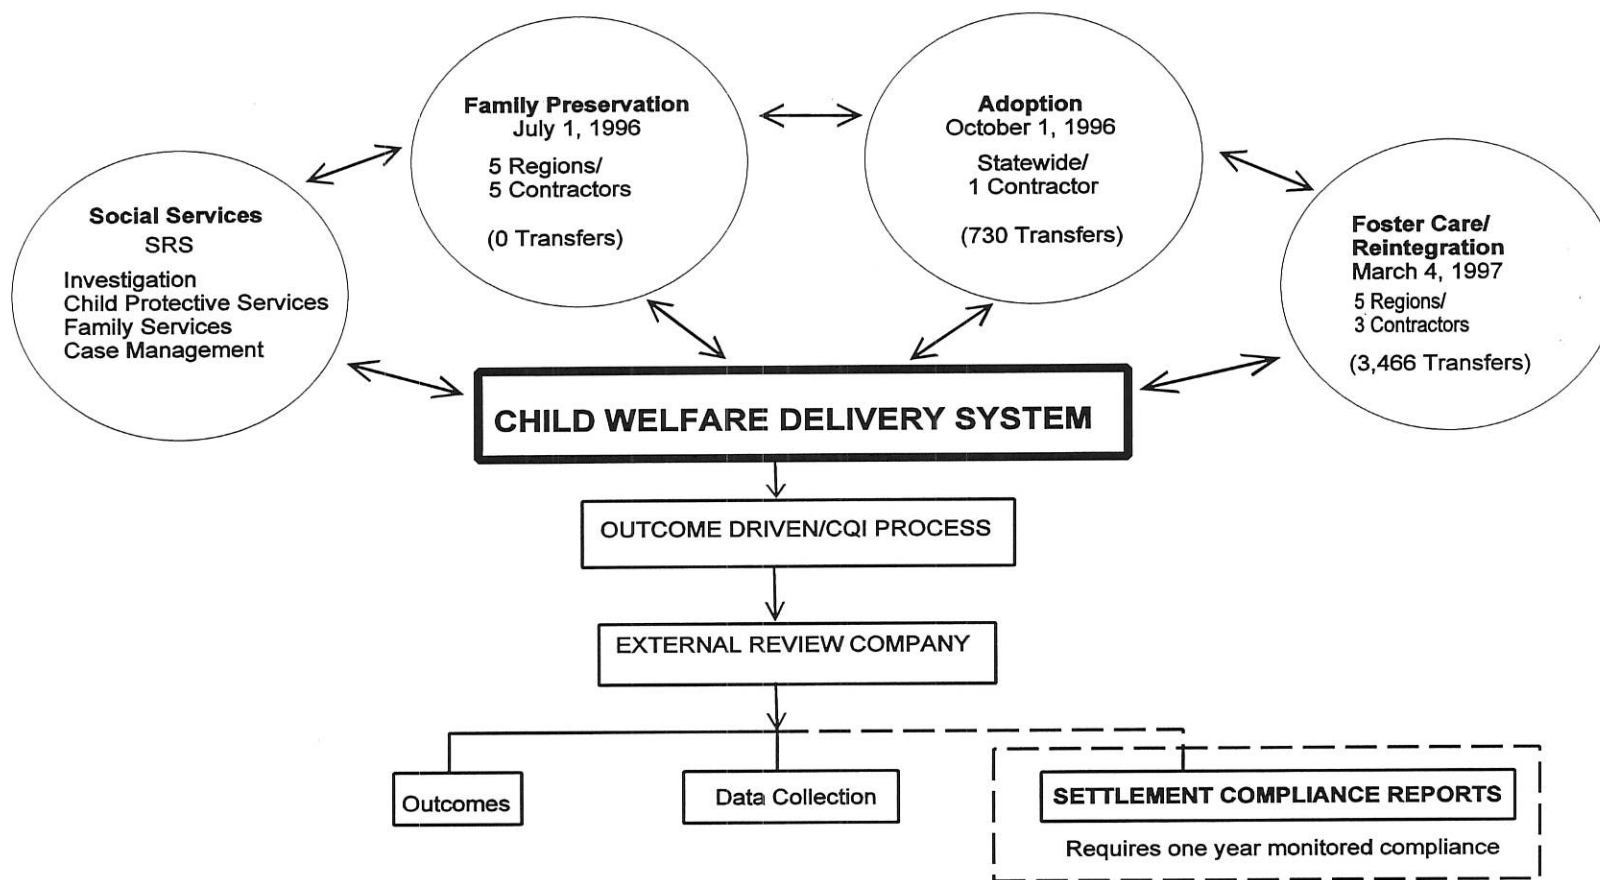 Social Services
SRS
Investigation
Child Protective Services
Family Services
Case Management
Family Preservation
July 1, 1996
5 Regions/
5 Contractors
(0 Transfers)
Adoption
October 1, 1996
Statewide/
1 Contractor
(730 Transfers)
Foster Care/
Reintegration
March 4, 1997
5 Regions/
3 Contractors
(3,466 Transfers)
CHILD WELFARE DELIVERY SYSTEM
OUTCOME DRIVEN/CQI PROCESS
EXTERNAL REVIEW COMPANY
Outcomes
Data Collection
SETTLEMENT COMPLIANCE REPORTS
Requires one year monitored compliance